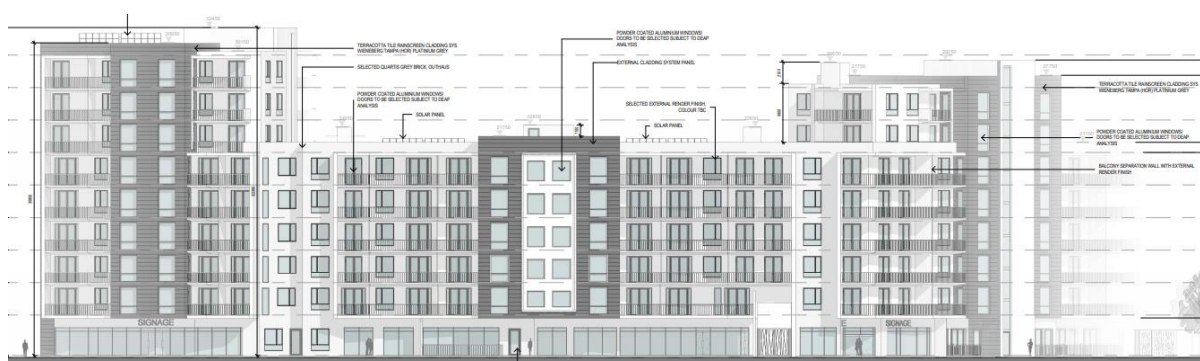 TERRACOTTA TILE RAINSCREEN CLADDING SYS
WIENEBERG TAMPA (HOR) PLATINUM GREY
SELECTED QUARTIS GREY BRICK, OUTHAUS
POWDER COATED ALUMINIUM WINDOWS/
DOORS TO BE SELECTED SUBJECT TO DEAP
ANALYSIS
SOLAR PANEL
POWDER COATED ALUMINIUM WINDOWS/
DOORS TO BE SELECTED SUBJECT TO DEAP
ANALYSIS
EXTERNAL CLADDING SYSTEM PANEL
SELECTED EXTERNAL RENDER FINISH,
COLOUR TBC
SOLAR PANEL
TERRACOTTA TILE RAINSCREEN CLADDING SYS
WIENEBERG TAMPA (HOR) PLATINUM GREY
POWDER COATED ALUMINIUM WINDOWS/
DOORS TO BE SELECTED SUBJECT TO DEAP
ANALYSIS
BALCONY SEPARATION WALL WITH EXTERNAL
RENDER FINISH
SIGNAGE
E
SIGNAGE